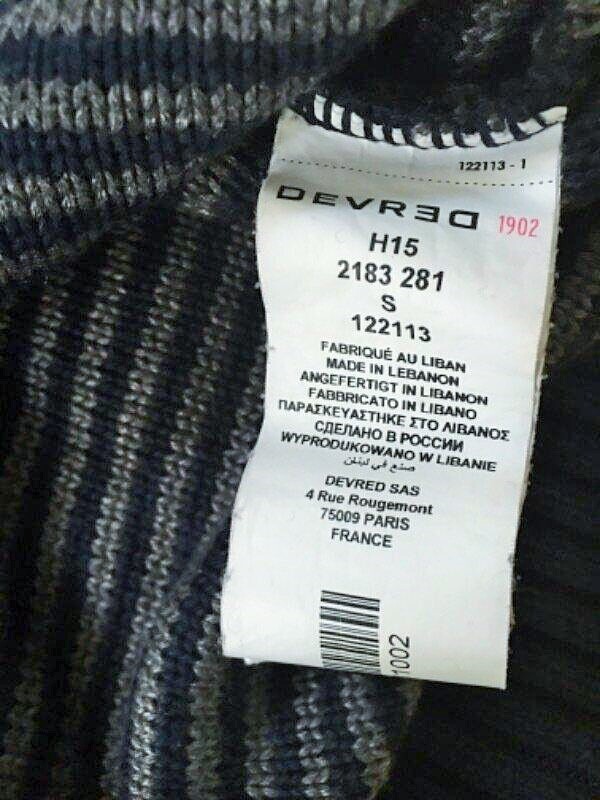 122113 - 1
DEVRED 1902
H15
2183 281
S
122113
FABRIQUÉ AU LIBAN
MADE IN LEBANON
ANGEFERTIGT IN LIBANON
FABBRICATO IN LIBANO
ΠΑΡΑΣΚΕΥΑΣΤΗΚΕ ΣΤΟ ΛΙΒΑΝΟΣ
СДЕЛАНО В РОССИИ
WYPRODUKOWANO W LIBANIE
صنع في لبنن
DEVRED SAS
4 Rue Rougemont
75009 PARIS
FRANCE
1002